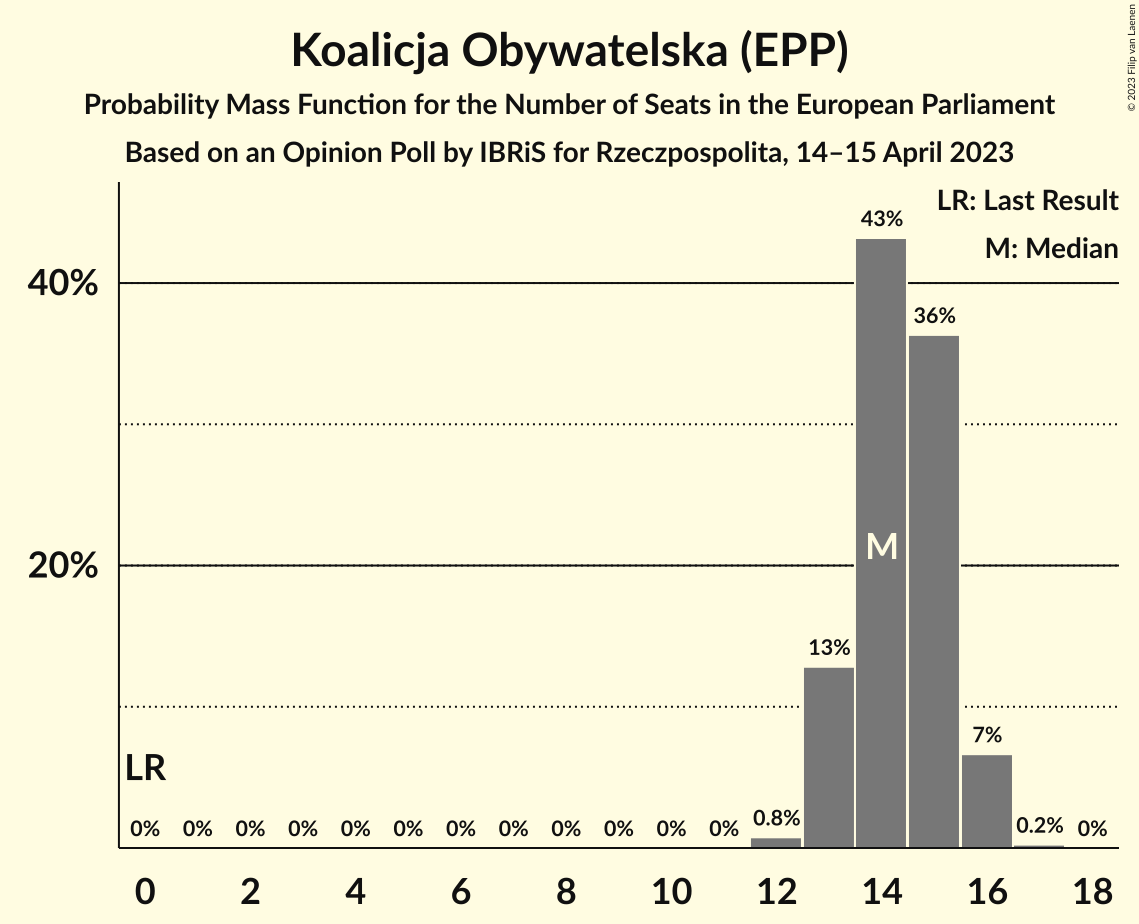 Koalicja Obywatelska (EPP)
Probability Mass Function for the Number of Seats in the European Parliament
Based on an Opinion Poll by IBRiS for Rzeczpospolita, 14–15 April 2023
© 2023 Filip van Laenen
LR: Last Result
M: Median
43%
40%
36%
M
20%
13%
7%
LR
0% 0% 0% 0% 0% 0% 0% 0% 0% 0% 0% 0% 0.8% 0.2% 0%
0 2 4 6 8 10 12 14 16 18